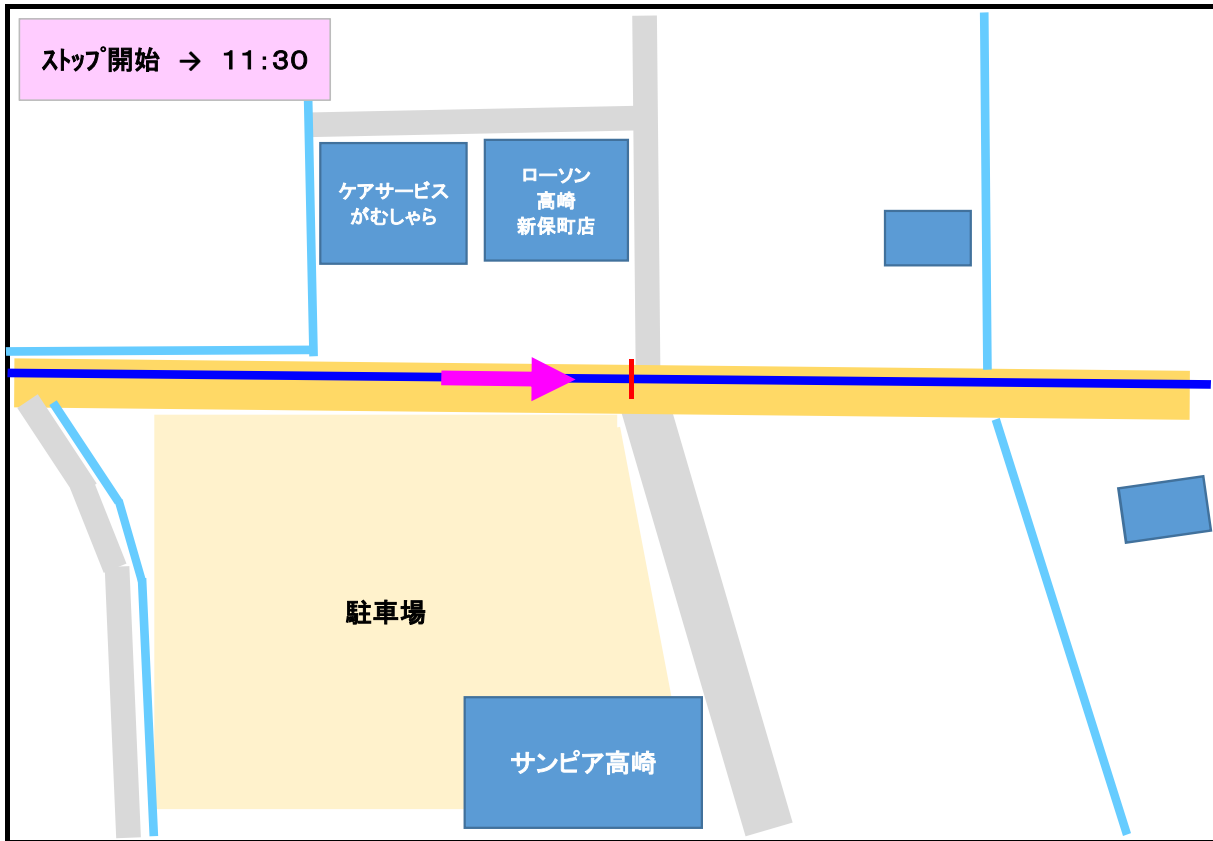 ストップ開始 → 11:30
ケアサービス
がむしゃら
ローソン
高崎
新保町店
駐車場
サンピア高崎